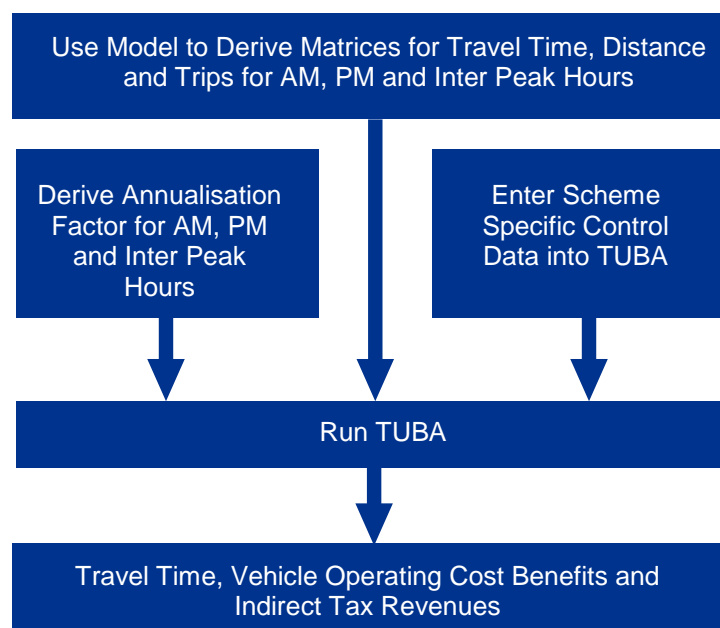 Use Model to Derive Matrices for Travel Time, Distance
and Trips for AM, PM and Inter Peak Hours
Derive Annualisation
Factor for AM, PM
and Inter Peak
Hours
Enter Scheme
Specific Control
Data into TUBA
Run TUBA
Travel Time, Vehicle Operating Cost Benefits and
Indirect Tax Revenues